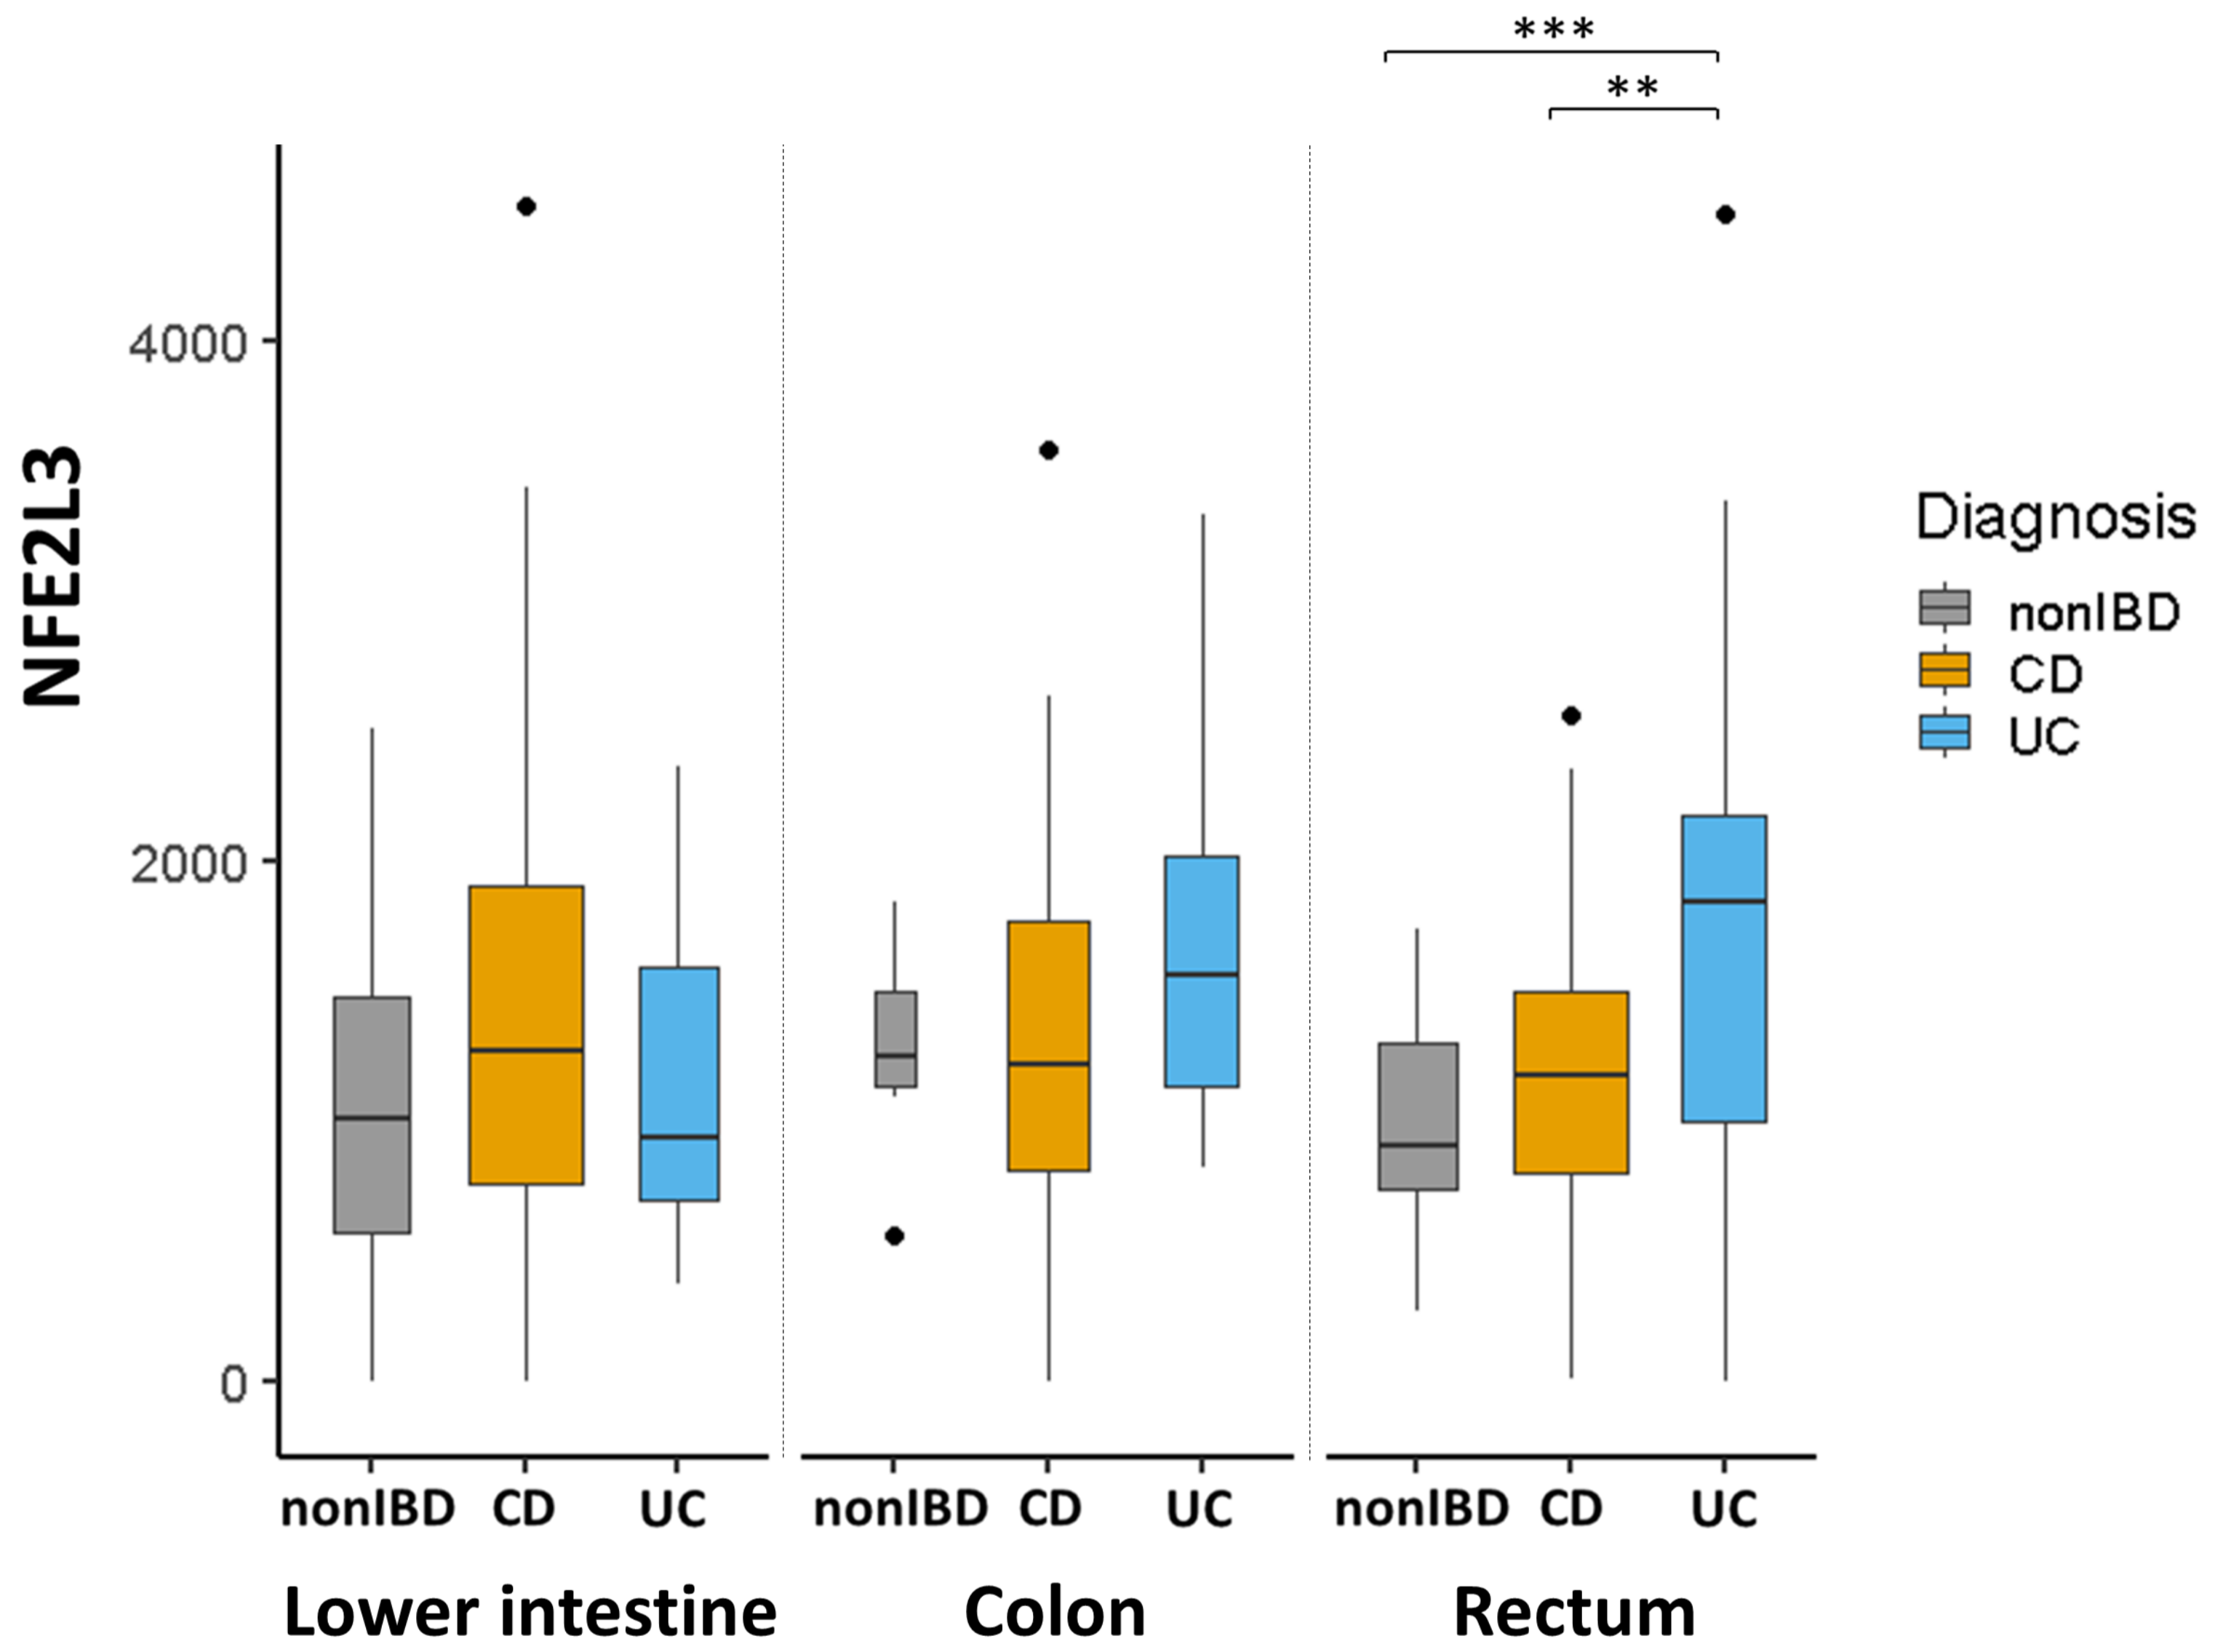 ***
**
NFE2L3
4000
2000
0
Diagnosis
nonIBD
CD
UC
nonIBD CD UC nonIBD CD UC nonIBD CD UC
Lower intestine Colon Rectum